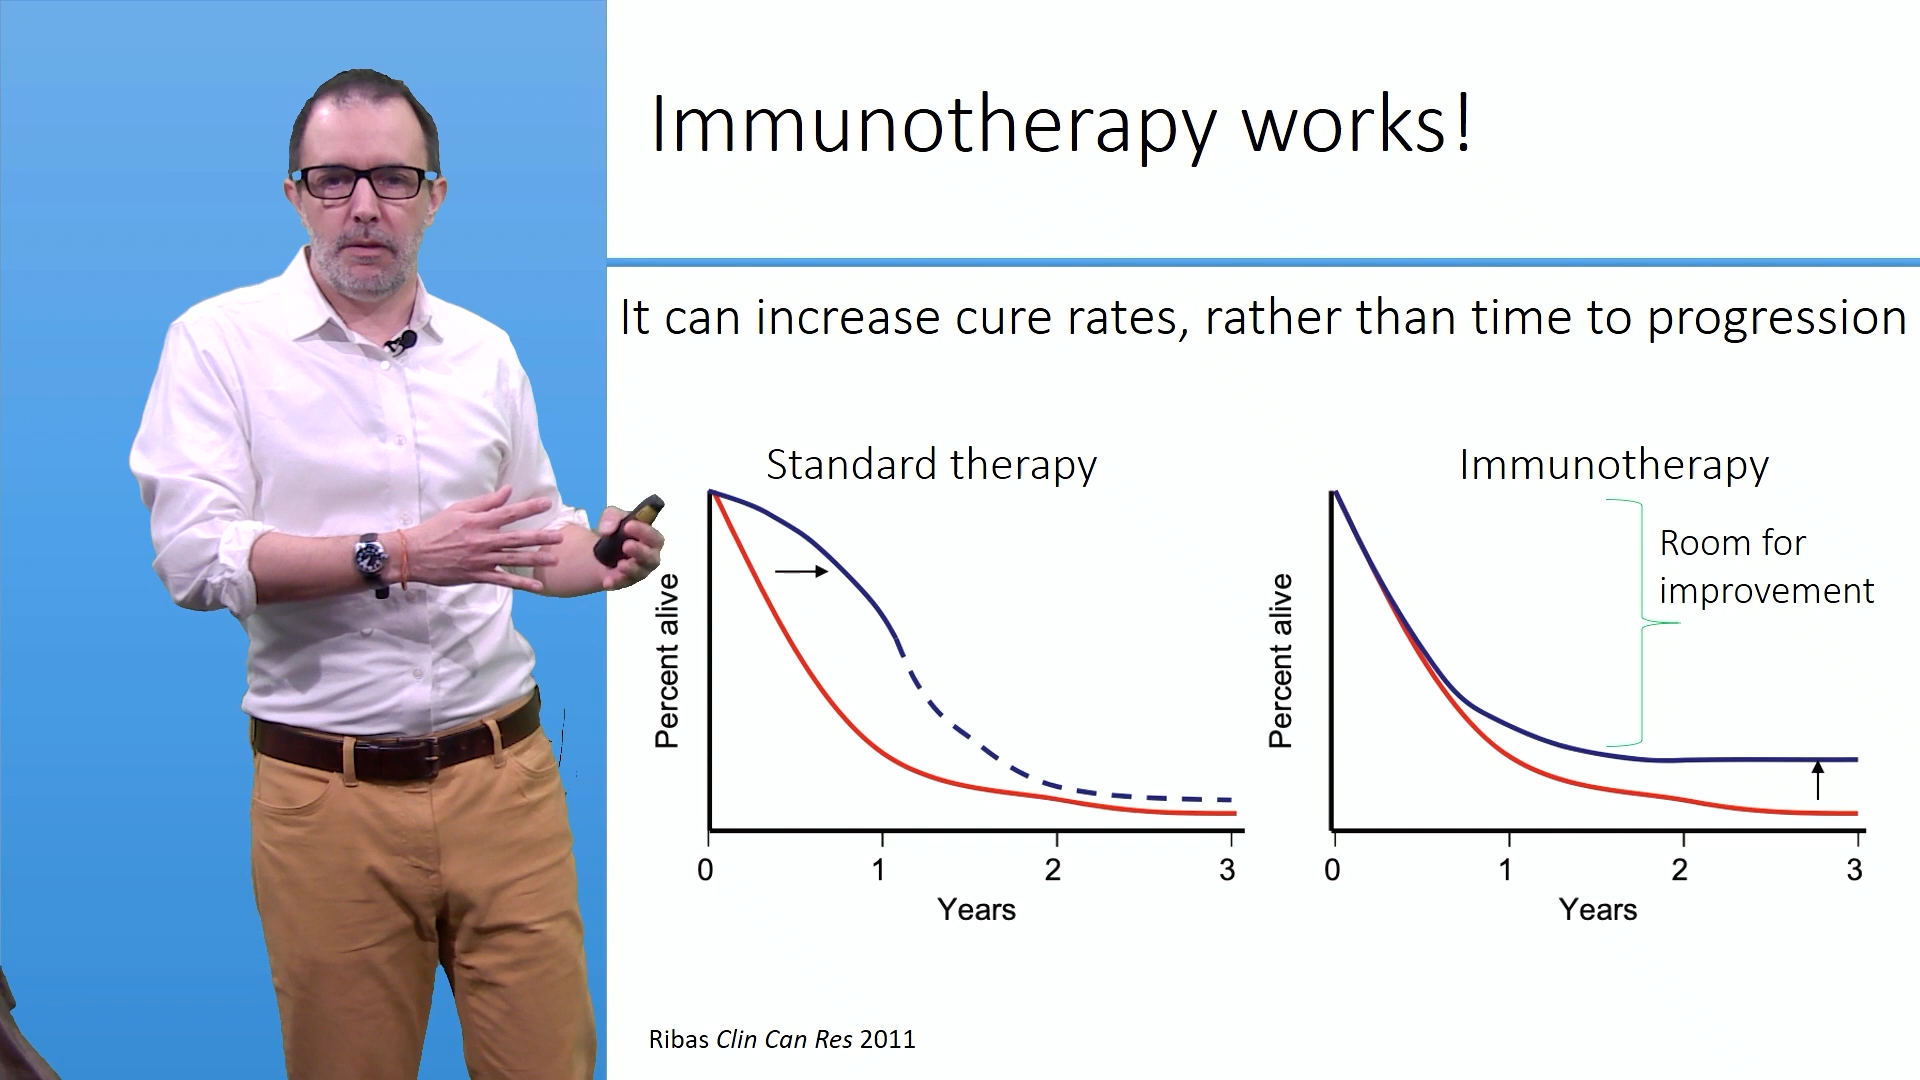 Immunotherapy works!
It can increase cure rates, rather than time to progression
Standard therapy
Percent alive
0 1 2 3
Years
Immunotherapy
Room for
improvement
Percent alive
0 1 2 3
Years
Ribas Clin Can Res 2011